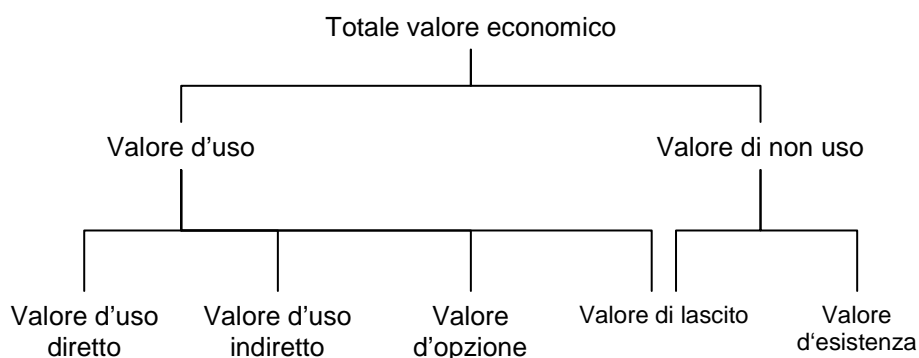 Totale valore economico
Valore d'uso
Valore di non uso
Valore d'uso
diretto
Valore d'uso
indiretto
Valore
d'opzione
Valore di lascito
Valore
d'esistenza